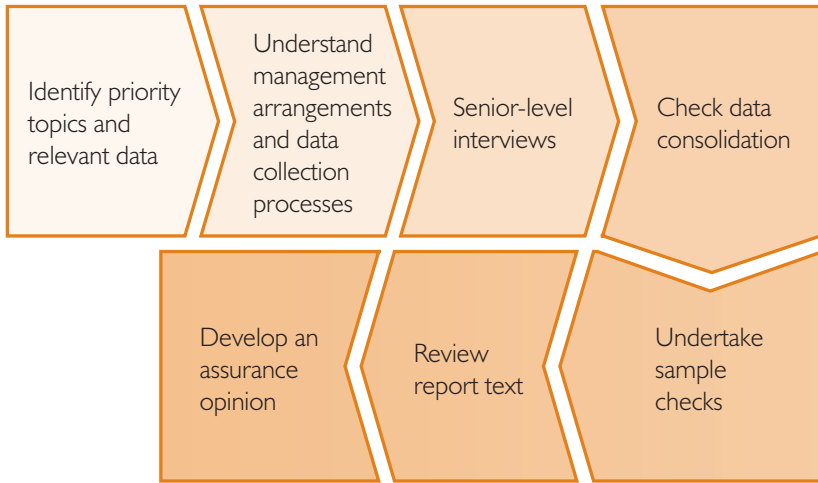 Identify priority
topics and
relevant data
Understand
management
arrangements
and data
collection
processes
Senior-level
interviews
Check data
consolidation
Undertake
sample
checks
Review
report text
Develop an
assurance
opinion